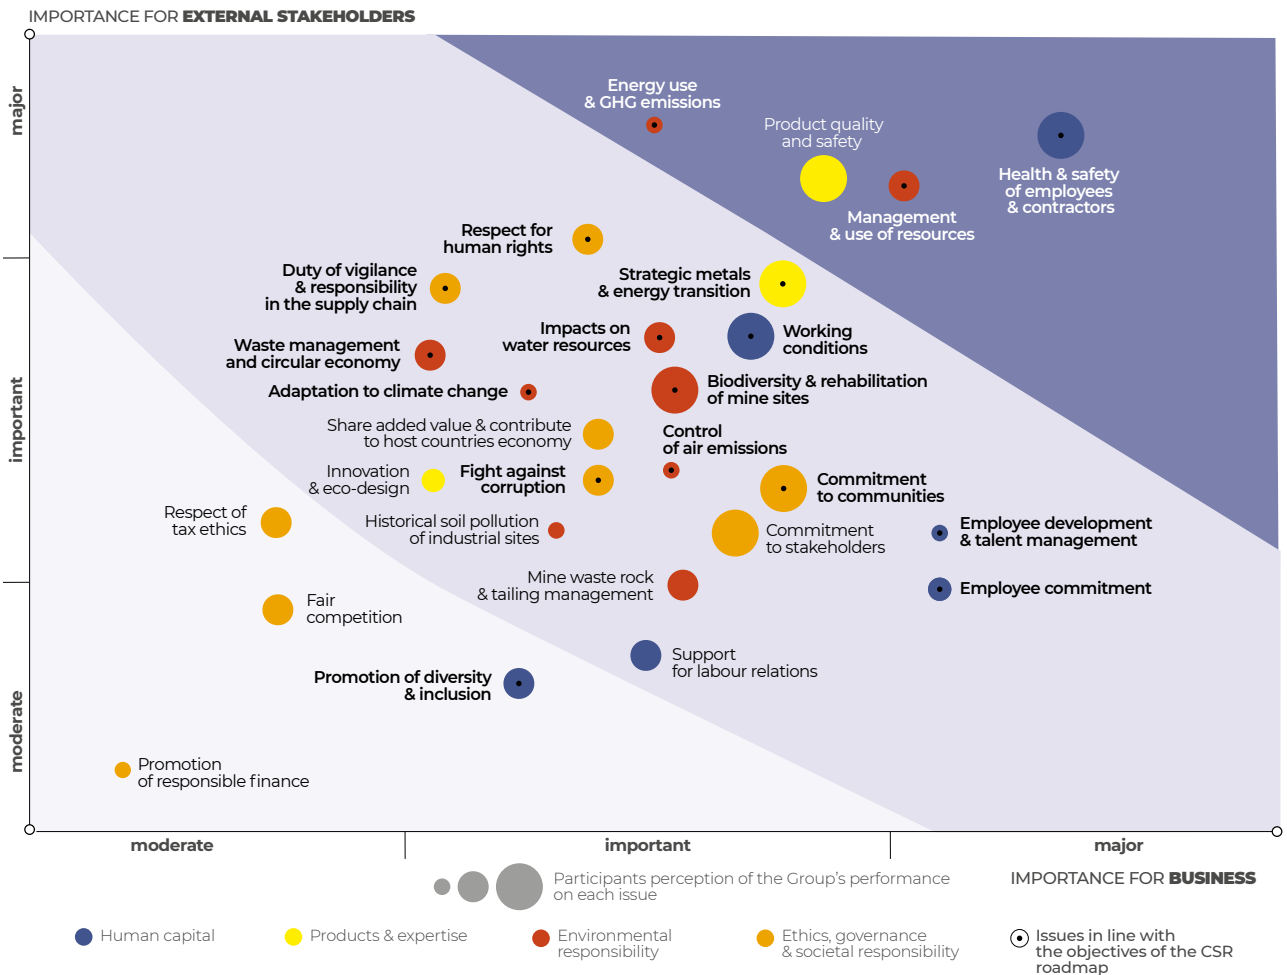 IMPORTANCE FOR EXTERNAL STAKEHOLDERS
major
important
moderate
Energy use
& GHG emissions
Product quality
and safety
Health & safety
of employees
& contractors
Management
& use of resources
Respect for
human rights
Duty of vigilance
& responsibility
in the supply chain
Strategic metals
& energy transition
Impacts on
water resources
Working
conditions
Waste management
and circular economy
Adaptation to climate change
Biodiversity & rehabilitation
of mine sites
Share added value & contribute
to host countries economy
Control
of air emissions
Innovation
& eco-design
Fight against
corruption
Commitment
to communities
Respect of
tax ethics
Historical soil pollution
of industrial sites
Commitment
to stakeholders
Employee development
& talent management
Mine waste rock
& tailing management
Employee commitment
Fair
competition
Support
for labour relations
Promotion of diversity
& inclusion
Promotion
of responsible finance
moderate
important
major
Participants perception of the Group's performance
on each issue
IMPORTANCE FOR BUSINESS
Human capital
Products & expertise
Environmental
responsibility
Ethics, governance
& societal responsibility
Issues in line with
the objectives of the CSR
roadmap